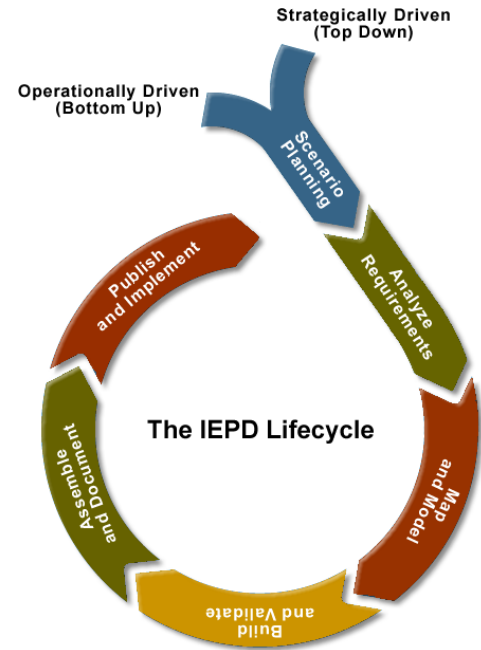 Strategically Driven
(Top Down)
Operationally Driven
(Bottom Up)
Scenario
Planning
Analyze
Requirements
Map
and Model
Build
and Validate
Assemble
and Document
Publish
and Implement
The IEPD Lifecycle